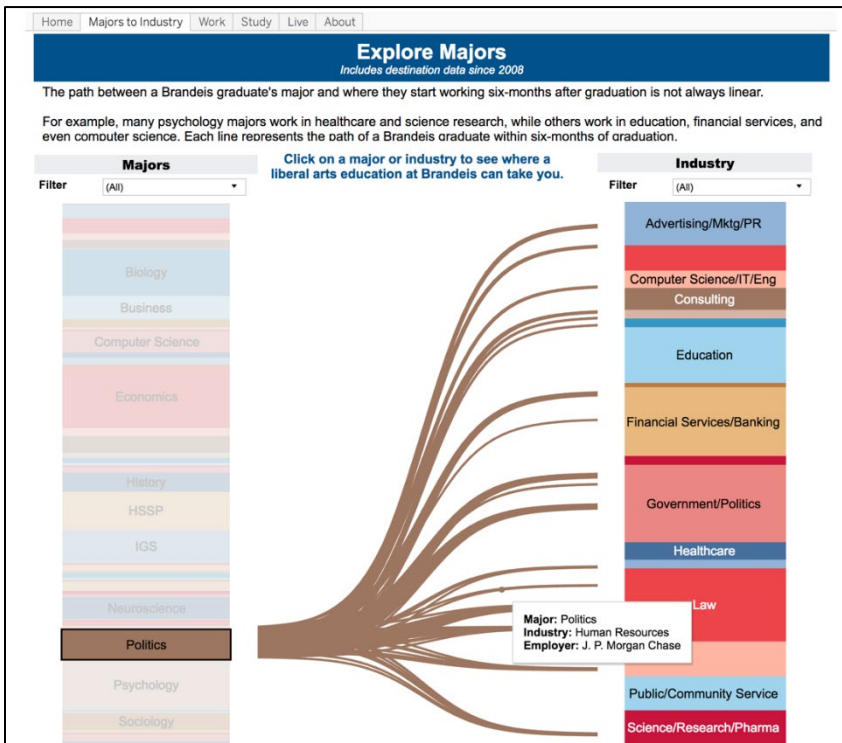 Home Majors to Industry Work Study Live About
Explore Majors
Includes destination data since 2008
The path between a Brandeis graduate's major and where they start working six-months after graduation is not always linear.
For example, many psychology majors work in healthcare and science research, while others work in education, financial services, and
even computer science. Each line represents the path of a Brandeis graduate within six-months of graduation.
Majors
Filter (All)
Click on a major or industry to see where a
liberal arts education at Brandeis can take you.
Industry
Filter (All)
Biology
Business
Computer Science
Economics
History
HSSP
IGS
Neuroscience
Politics
Psychology
Sociology
Advertising/Mktg/PR
Computer Science/IT/Eng
Consulting
Education
Financial Services/Banking
Government/Politics
Healthcare
Law
Public/Community Service
Science/Research/Pharma
Major: Politics
Industry: Human Resources
Employer: J. P. Morgan Chase